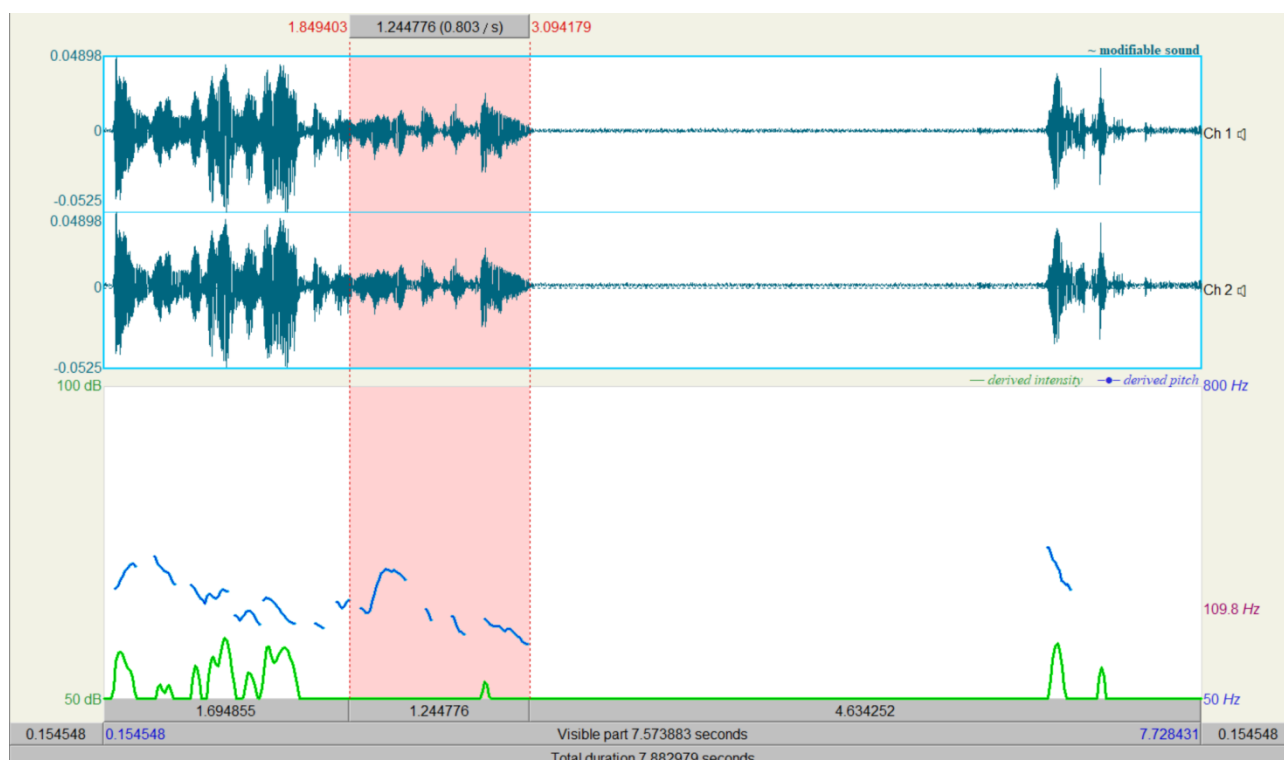 1.849403 1.244776 (0.803 / s) 3.094179
0.04898 ~ modifiable sound
0 Ch 1
-0.0525
0.04898
0 Ch 2
-0.0525
100 dB derived intensity derived pitch 800 Hz
109.8 Hz
50 dB 50 Hz
1.694855 1.244776 4.634252
0.154548 0.154548 Visible part 7.573883 seconds 7.728431 0.154548
Total duration 7.882979 seconds